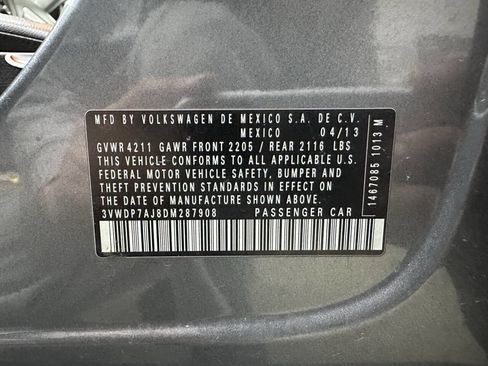 MFD BY VOLKSWAGEN DE MEXICO S.A. DE C.V.
MEXICO 04/13
GVWR 4211 GAWR FRONT 2205 / REAR 2116 LBS
THIS VEHICLE CONFORMS TO ALL APPLICABLE U.S.
FEDERAL MOTOR VEHICLE SAFETY, BUMPER AND
THEFT PREVENTION STANDARDS IN EFFECT ON
THE DATE OF MANUFACTURE SHOWN ABOVE.
3VWDP7AJ8DM287908 PASSENGER CAR
1467085 1013 M